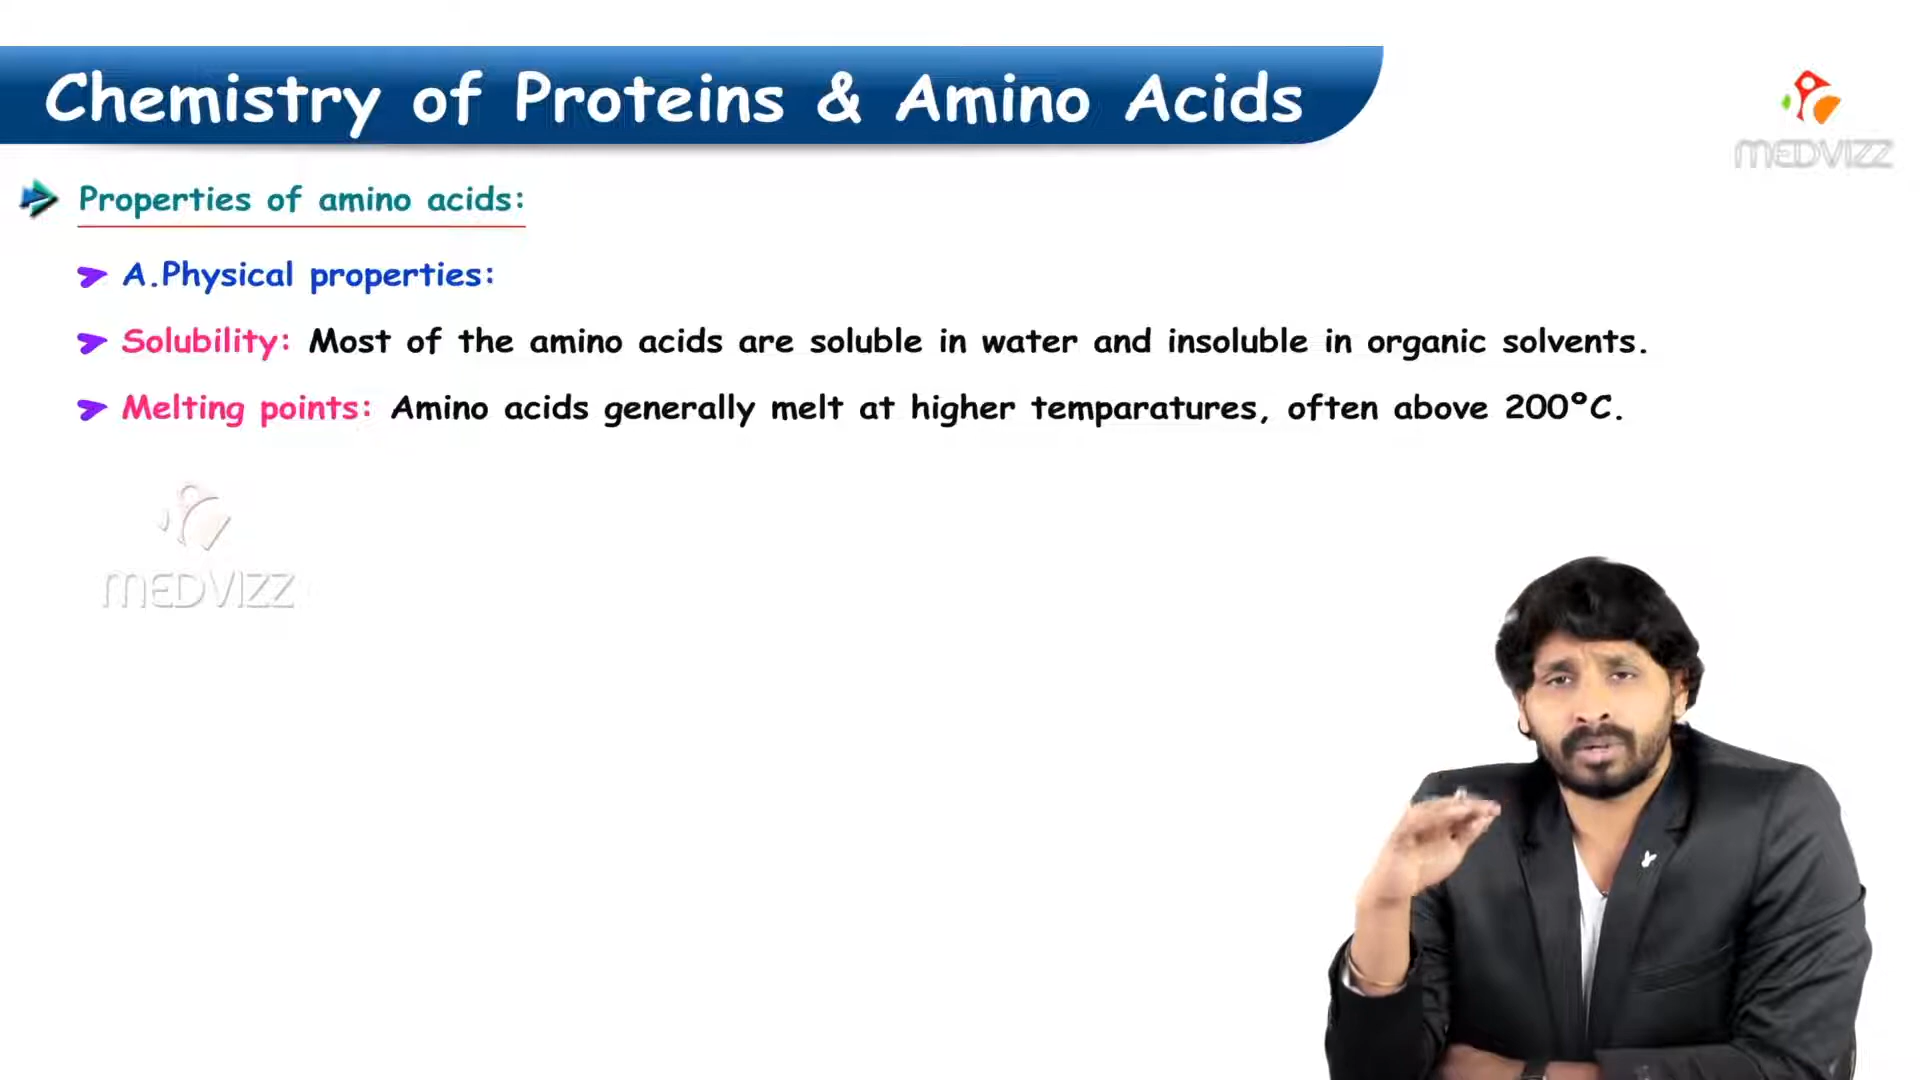 Chemistry of Proteins & Amino Acids
MEDVIZZ
Properties of amino acids:
A.Physical properties:
Solubility: Most of the amino acids are soluble in water and insoluble in organic solvents.
Melting points: Amino acids generally melt at higher temparatures, often above 200°C.
MEDVIZZ